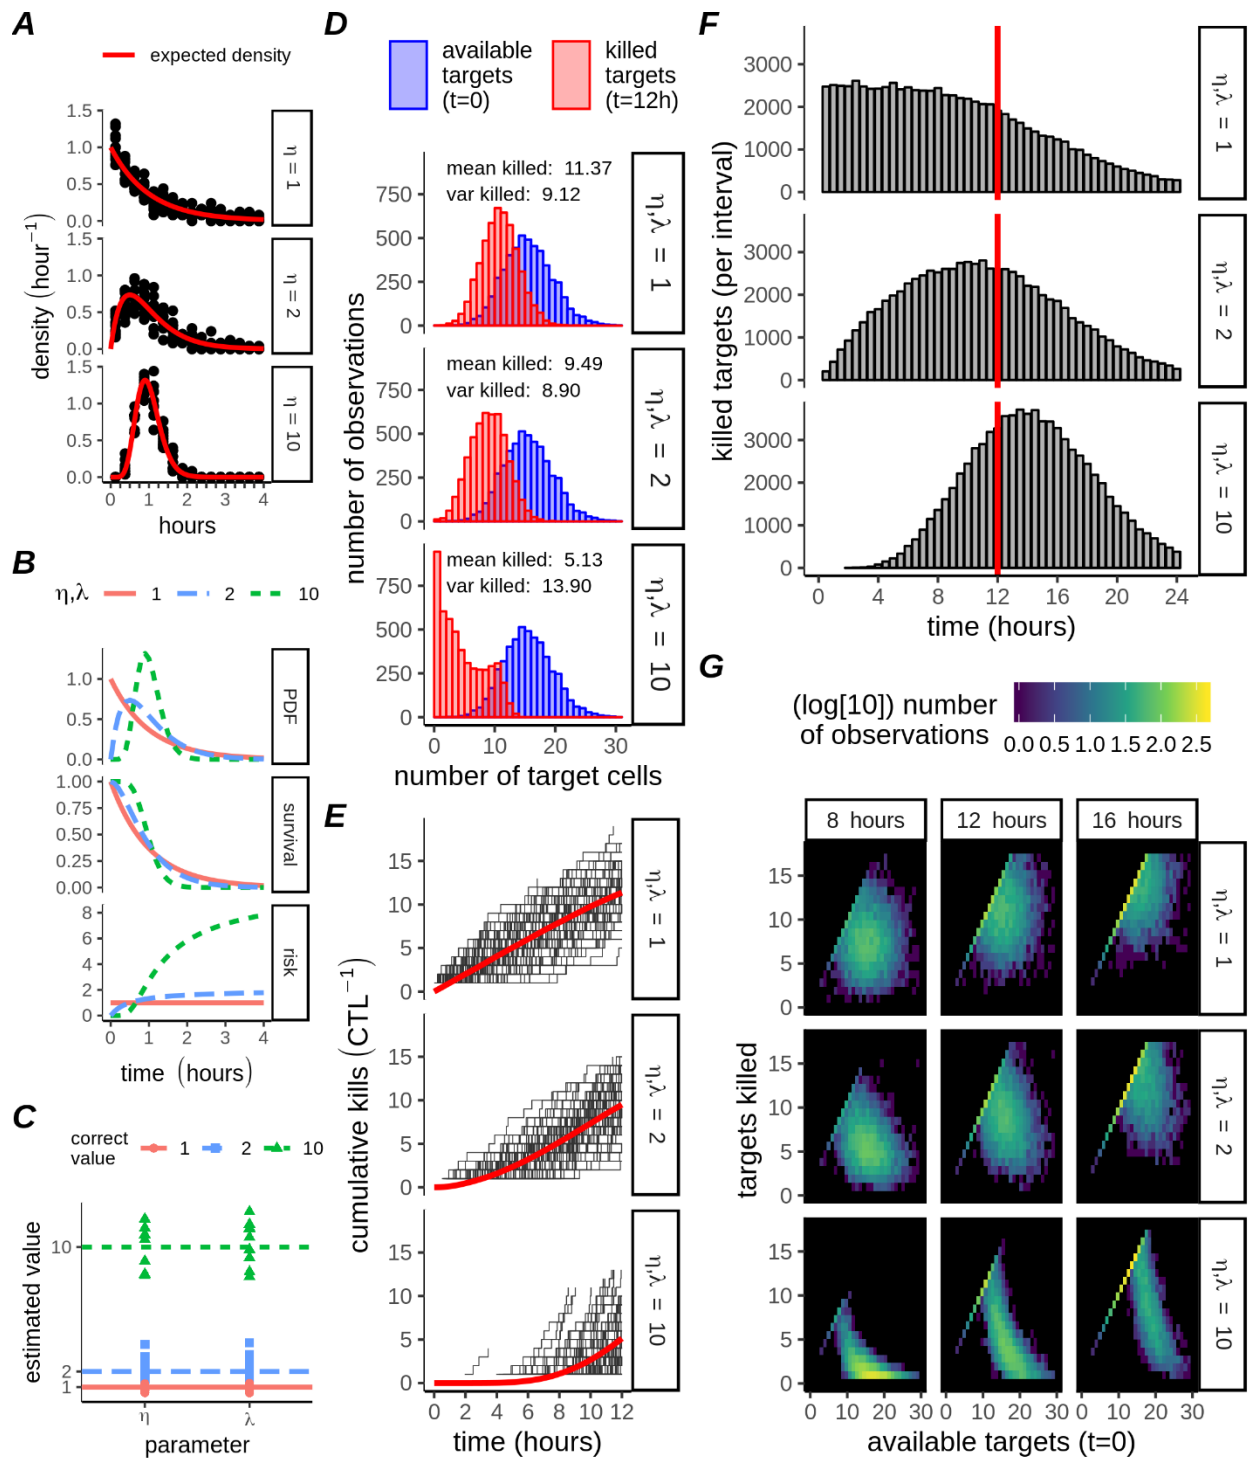 A
expected density
1.5
1.0
0.5
0.0
η = 1
1.5
1.0
0.5
0.0
η = 2
1.5
1.0
0.5
0.0
η = 10
density (hour⁻¹)
0 1 2 3 4
hours
B
η,λ 1 2 10
1.0
0.5
0.0
PDF
1.00
0.75
0.50
0.25
0.00
survival
8
6
4
2
0
risk
0 1 2 3 4
time (hours)
C
correct
value
1 2 10
estimated value
10
2
1
η λ
parameter
D
available
targets
(t=0)
killed
targets
(t=12h)
number of observations
mean killed: 11.37
var killed: 9.12
750
500
250
0
η,λ = 1
mean killed: 9.49
var killed: 8.90
750
500
250
0
η,λ = 2
mean killed: 5.13
var killed: 13.90
750
500
250
0
η,λ = 10
0 10 20 30
number of target cells
E
cumulative kills (CTL⁻¹)
15
10
5
0
η,λ = 1
15
10
5
0
η,λ = 2
15
10
5
0
η,λ = 10
0 2 4 6 8 10 12
time (hours)
F
killed targets (per interval)
3000
2000
1000
0
η,λ = 1
3000
2000
1000
0
η,λ = 2
3000
2000
1000
0
η,λ = 10
0 4 8 12 16 20 24
time (hours)
G
(log[10]) number
of observations
0.0 0.5 1.0 1.5 2.0 2.5
8 hours 12 hours 16 hours
targets killed
15
10
5
0
η,λ = 1
15
10
5
0
η,λ = 2
15
10
5
0
η,λ = 10
0 10 20 30 0 10 20 30 0 10 20 30
available targets (t=0)